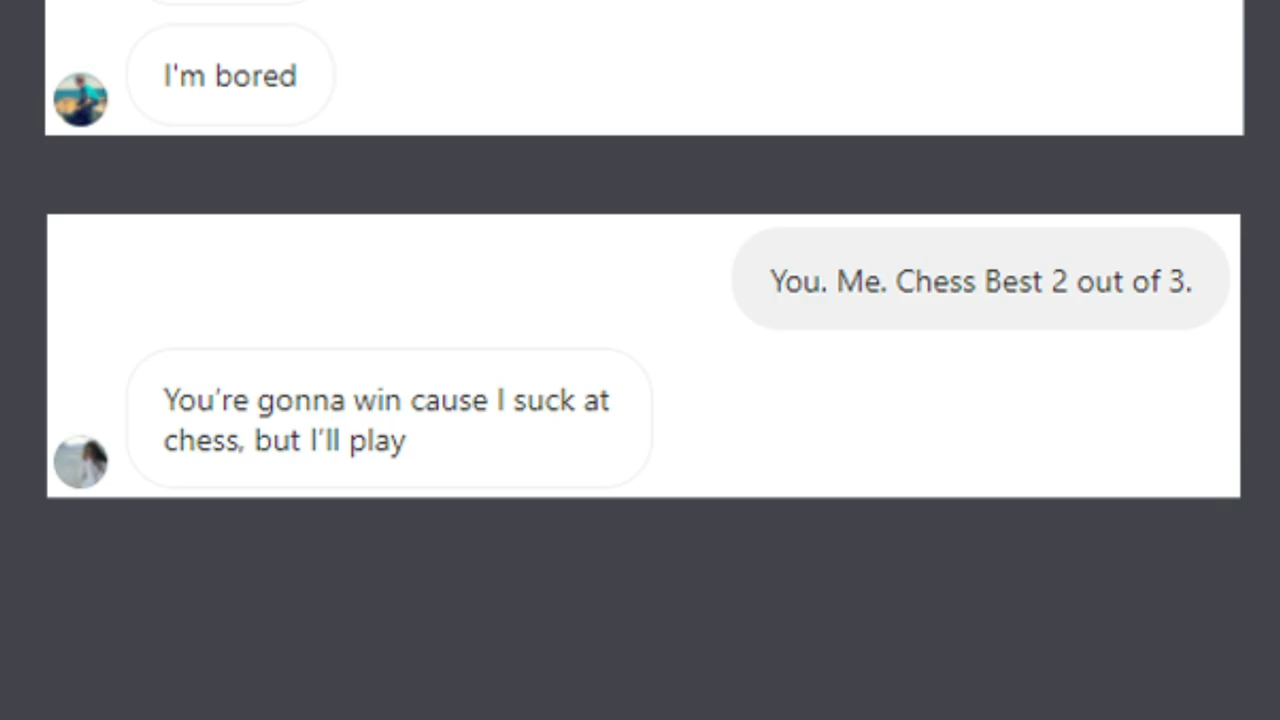 I'm bored
You. Me. Chess Best 2 out of 3.
You’re gonna win cause I suck at
chess, but I’ll play